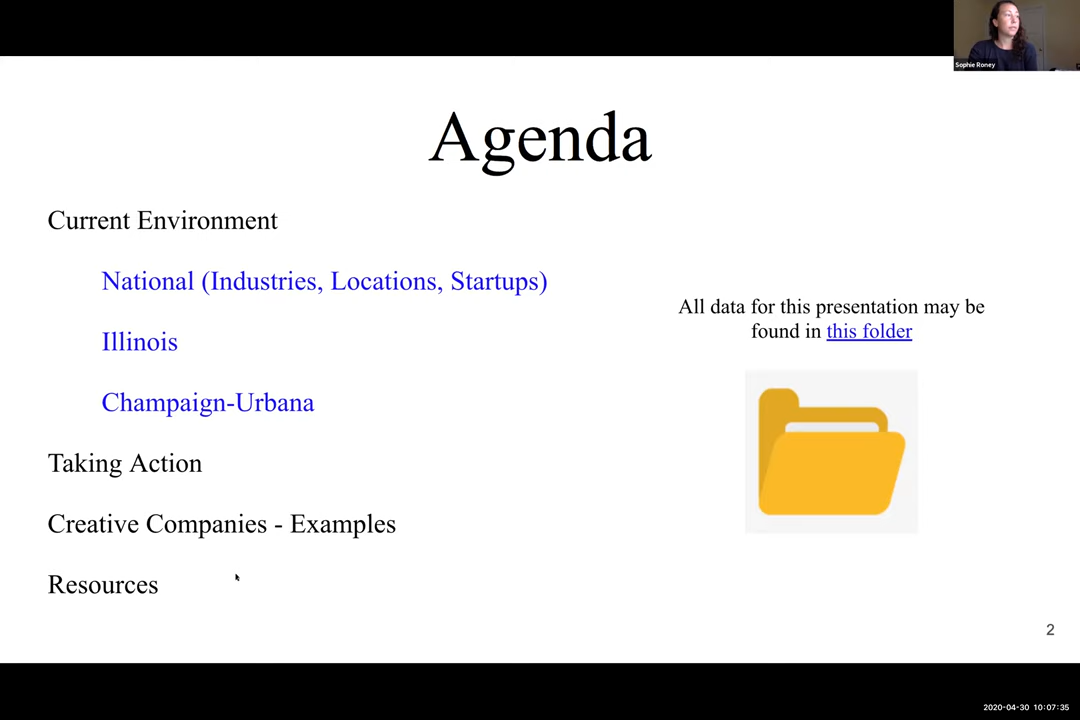 Sophie Roney
Agenda
Current Environment
National (Industries, Locations, Startups)
Illinois
Champaign-Urbana
Taking Action
Creative Companies - Examples
Resources
All data for this presentation may be
found in this folder
2
2020-04-30 10:07:35